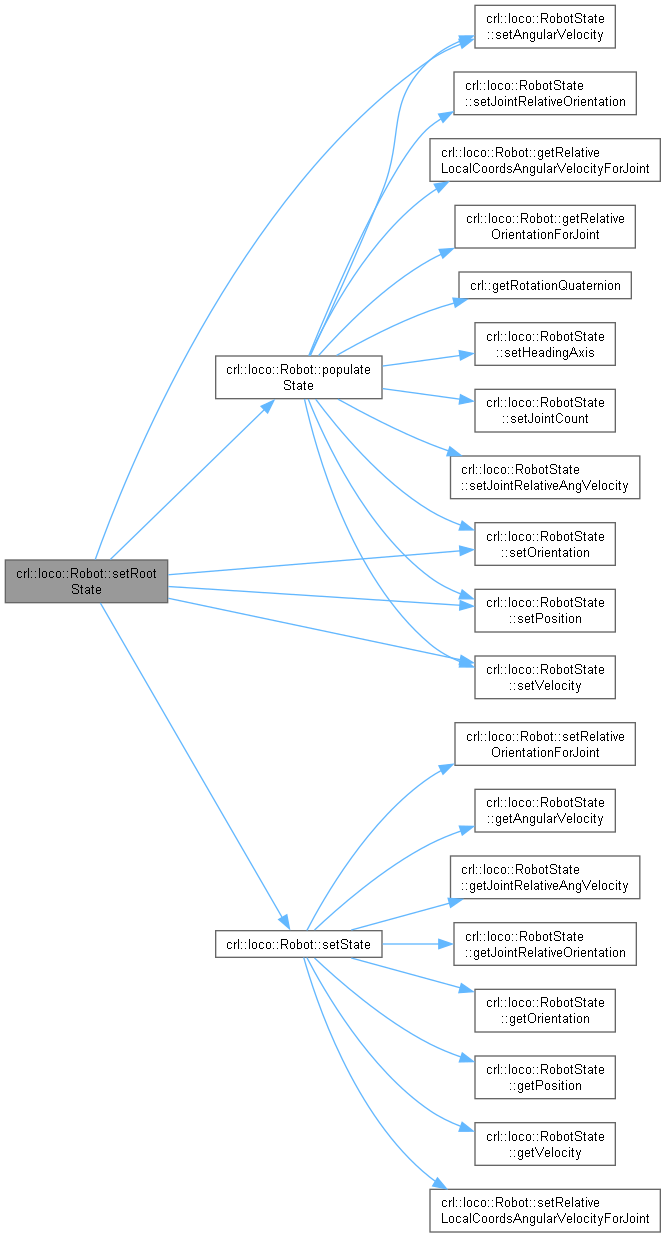 crl::loco::RobotState
::setAngularVelocity
crl::loco::RobotState
::setJointRelativeOrientation
crl::loco::Robot::getRelative
LocalCoordsAngularVelocityForJoint
crl::loco::Robot::getRelative
OrientationForJoint
crl::getRotationQuaternion
crl::loco::RobotState
::setHeadingAxis
crl::loco::Robot::populate
State
crl::loco::RobotState
::setJointCount
crl::loco::RobotState
::setJointRelativeAngVelocity
crl::loco::RobotState
::setOrientation
crl::loco::Robot::setRoot
State
crl::loco::RobotState
::setPosition
crl::loco::RobotState
::setVelocity
crl::loco::Robot::setRelative
OrientationForJoint
crl::loco::RobotState
::getAngularVelocity
crl::loco::RobotState
::getJointRelativeAngVelocity
crl::loco::Robot::setState
crl::loco::RobotState
::getJointRelativeOrientation
crl::loco::RobotState
::getOrientation
crl::loco::RobotState
::getPosition
crl::loco::RobotState
::getVelocity
crl::loco::Robot::setRelative
LocalCoordsAngularVelocityForJoint